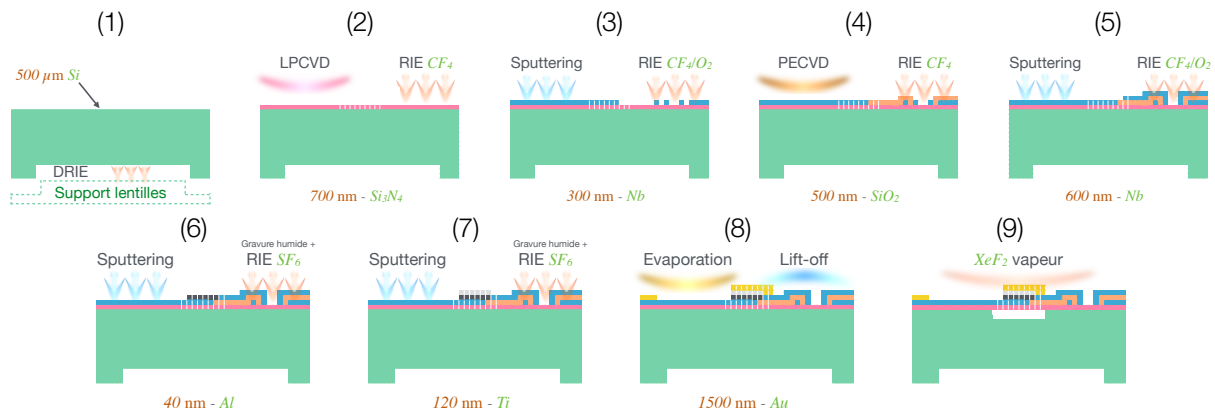 (1)
(2)
(3)
(4)
(5)
500 µm Si
LPCVD
RIE CF₄
Sputtering
RIE CF₄/O₂
PECVD
RIE CF₄
Sputtering
RIE CF₄/O₂
DRIE
Support lentilles
700 nm - Si₃N₄
300 nm - Nb
500 nm - SiO₂
600 nm - Nb
(6)
(7)
(8)
(9)
Sputtering
Gravure humide +
RIE SF₆
Sputtering
Gravure humide +
RIE SF₆
Evaporation
Lift-off
XeF₂ vapeur
40 nm - Al
120 nm - Ti
1500 nm - Au